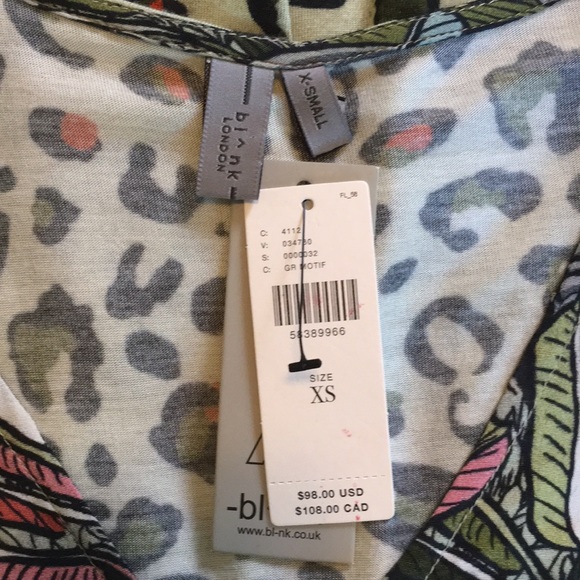 bl^nk
LONDON
X-SMALL
FL_56
C: 4112
V: 034780
S: 0000032
C: GR MOTIF
58389966
SIZE
XS
$98.00 USD
$108.00 CAD
-bl-
www.bl-nk.co.uk